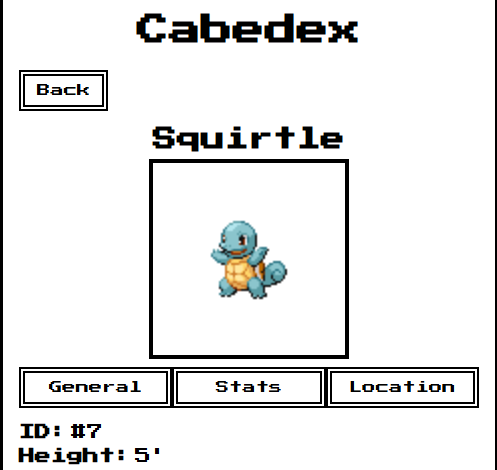 Cabedex
Back
Squirtle
General Stats Location
ID: #7
Height: 5'